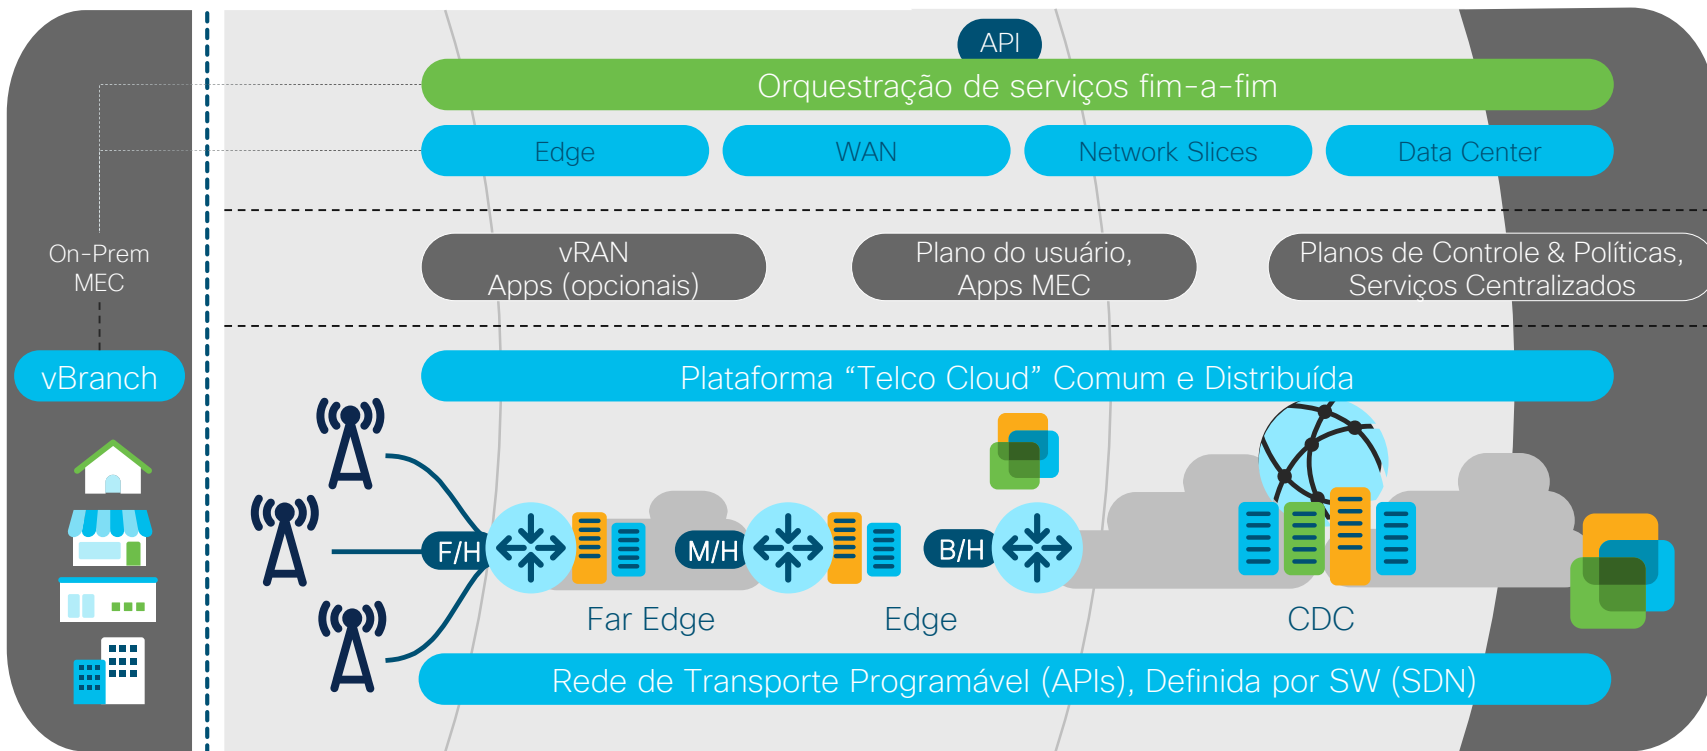 API
Orquestração de serviços fim-a-fim
Edge
WAN
Network Slices
Data Center
On-Prem
MEC
vRAN
Apps (opcionais)
Plano do usuário,
Apps MEC
Planos de Controle & Políticas,
Serviços Centralizados
vBranch
Plataforma “Telco Cloud” Comum e Distribuída
F/H
M/H
B/H
Far Edge
Edge
CDC
Rede de Transporte Programável (APIs), Definida por SW (SDN)